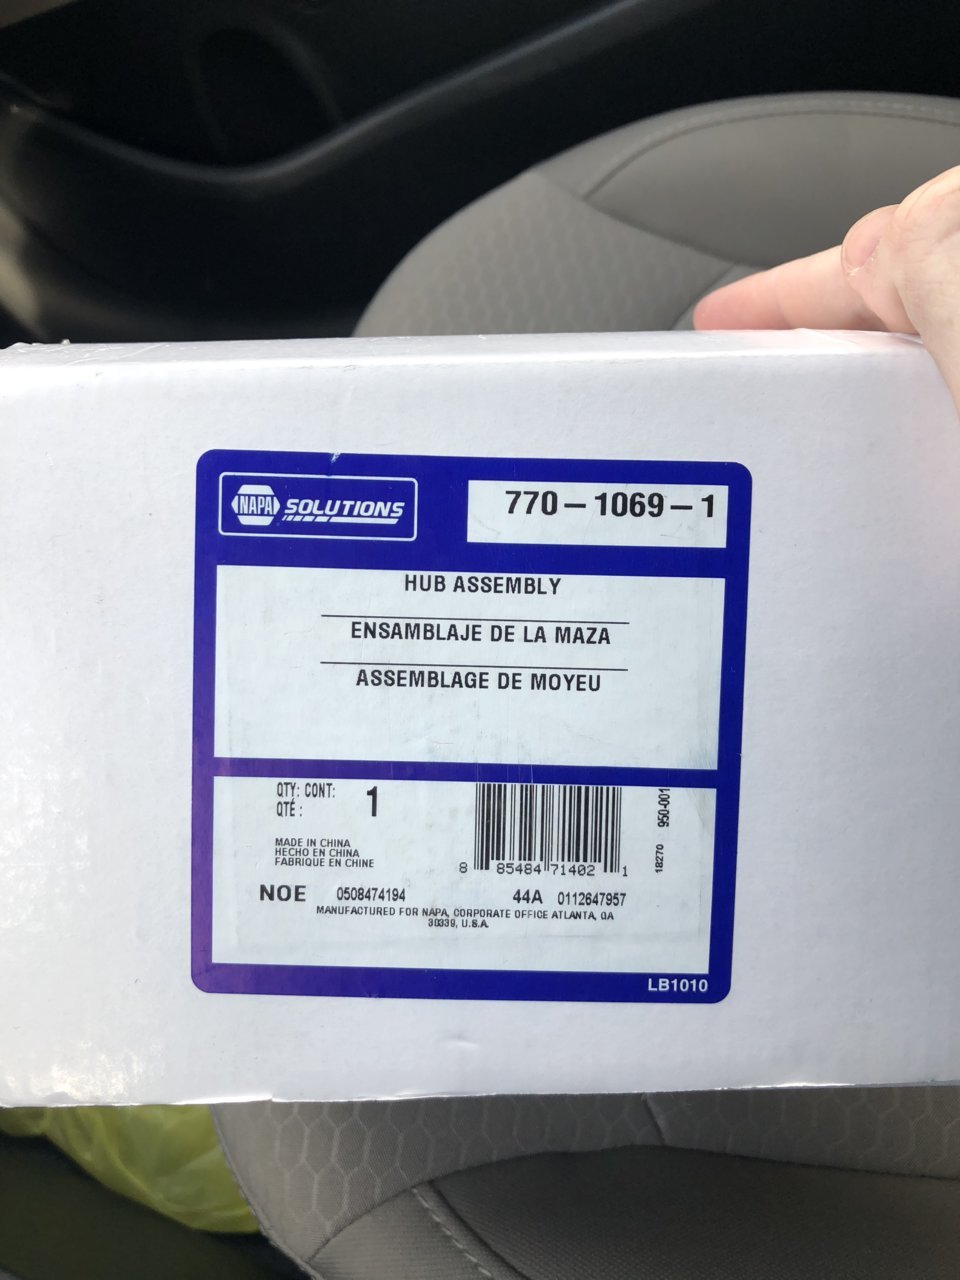 NAPA SOLUTIONS
770-1069-1
HUB ASSEMBLY
ENSAMBLAJE DE LA MAZA
ASSEMBLAGE DE MOYEU
QTY: CONT:
QTÉ :
1
MADE IN CHINA
HECHO EN CHINA
FABRIQUE EN CHINE
8 85484 71402 1
18270 950-001
NOE 0508474194 44A 0112647957
MANUFACTURED FOR NAPA, CORPORATE OFFICE ATLANTA, GA
30339, U.S.A.
LB1010